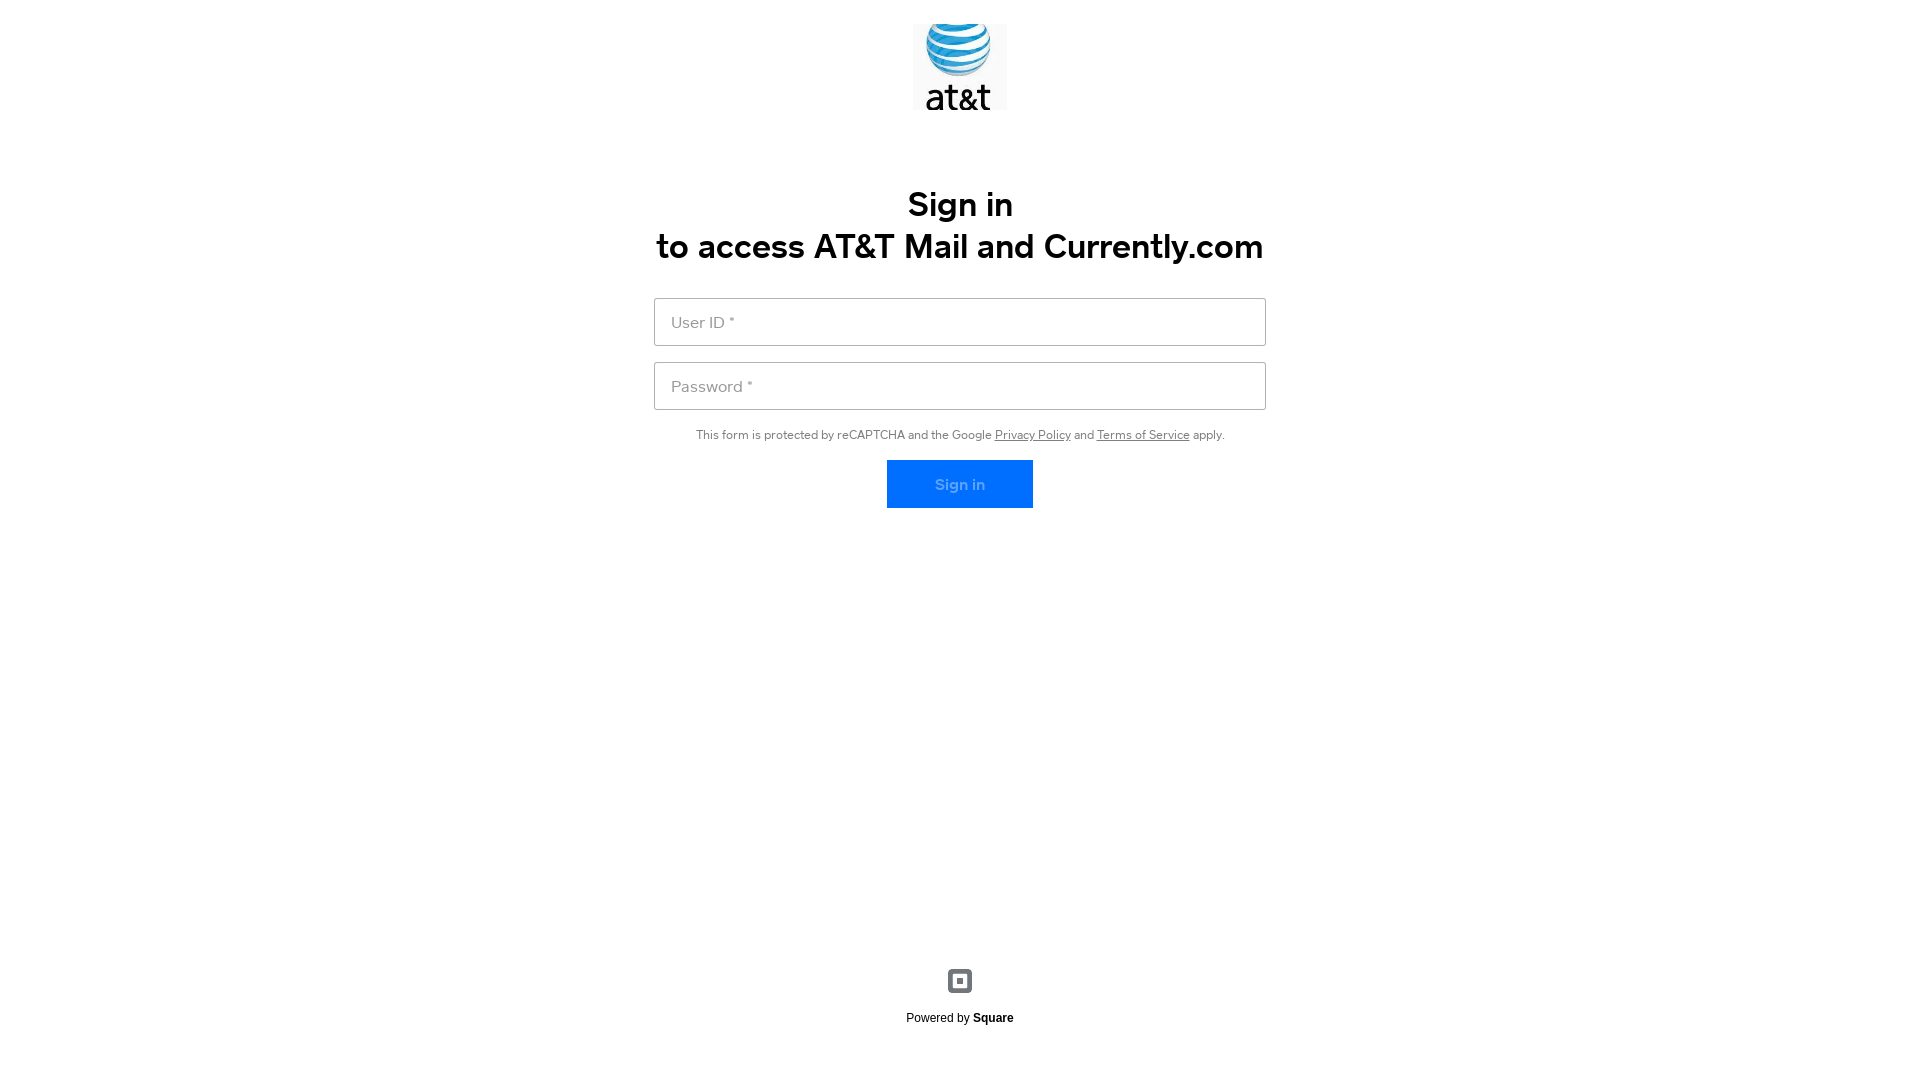 at&t
Sign in
to access AT&T Mail and Currently.com
User ID *
Password *
This form is protected by reCAPTCHA and the Google Privacy Policy and Terms of Service apply.
Sign in
Powered by Square